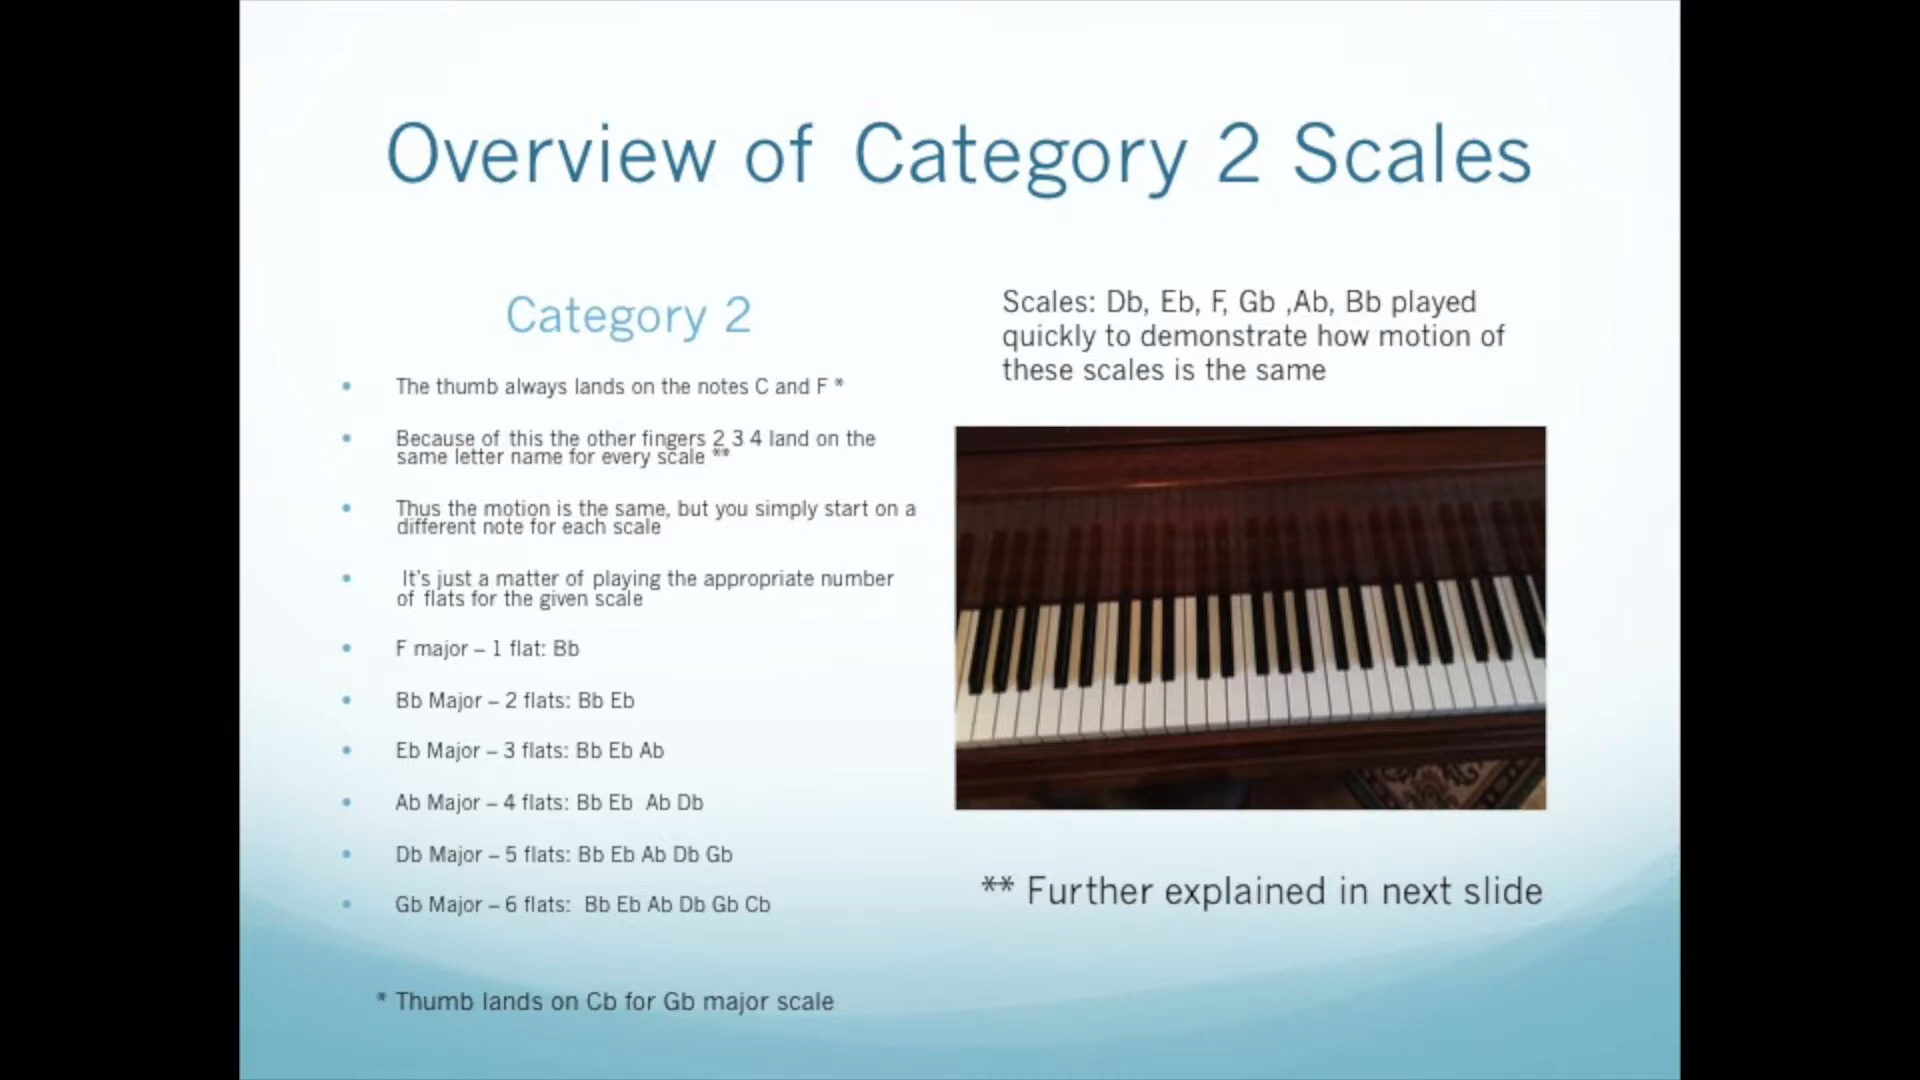 Overview of Category 2 Scales
Category 2
• The thumb always lands on the notes C and F *
• Because of this the other fingers 2 3 4 land on the
same letter name for every scale **
• Thus the motion is the same, but you simply start on a
different note for each scale
• It's just a matter of playing the appropriate number
of flats for the given scale
• F major – 1 flat: Bb
• Bb Major – 2 flats: Bb Eb
• Eb Major – 3 flats: Bb Eb Ab
• Ab Major – 4 flats: Bb Eb Ab Db
• Db Major – 5 flats: Bb Eb Ab Db Gb
• Gb Major – 6 flats: Bb Eb Ab Db Gb Cb
* Thumb lands on Cb for Gb major scale
Scales: Db, Eb, F, Gb ,Ab, Bb played
quickly to demonstrate how motion of
these scales is the same
** Further explained in next slide